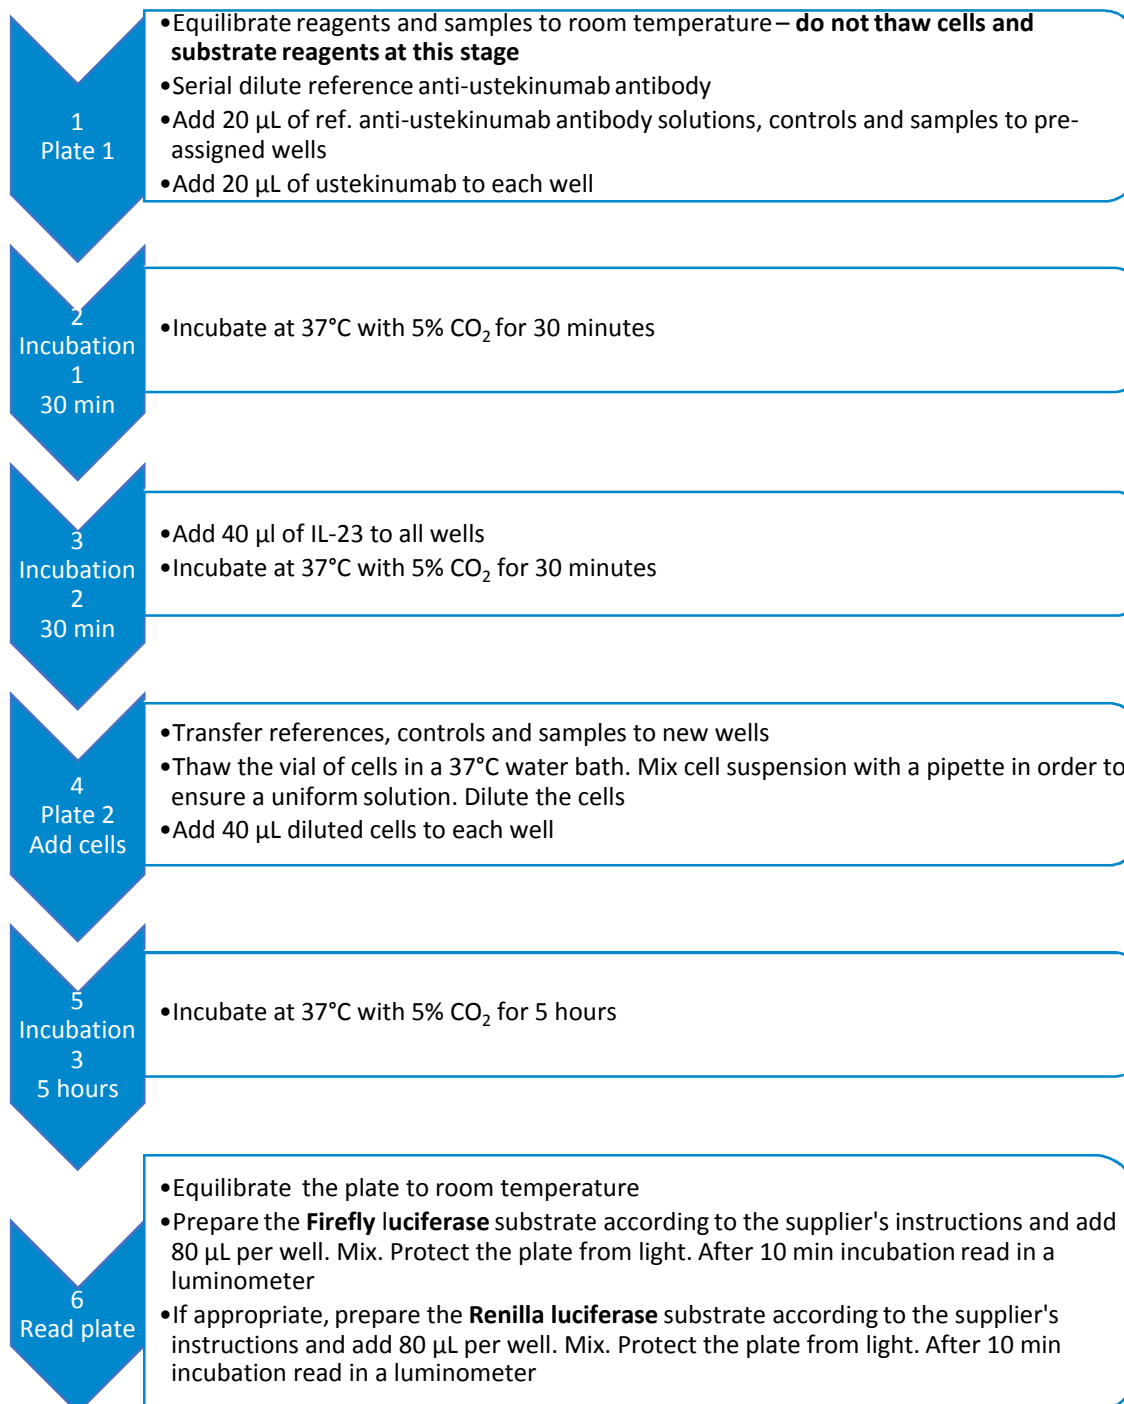 1
Plate 1
•Equilibrate reagents and samples to room temperature – do not thaw cells and
substrate reagents at this stage
•Serial dilute reference anti-ustekinumab antibody
•Add 20 µL of ref. anti-ustekinumab antibody solutions, controls and samples to pre-
assigned wells
•Add 20 µL of ustekinumab to each well
2
Incubation
1
30 min
•Incubate at 37°C with 5% CO₂ for 30 minutes
3
Incubation
2
30 min
•Add 40 µl of IL-23 to all wells
•Incubate at 37°C with 5% CO₂ for 30 minutes
4
Plate 2
Add cells
•Transfer references, controls and samples to new wells
•Thaw the vial of cells in a 37°C water bath. Mix cell suspension with a pipette in order to
ensure a uniform solution. Dilute the cells
•Add 40 µL diluted cells to each well
5
Incubation
3
5 hours
•Incubate at 37°C with 5% CO₂ for 5 hours
6
Read plate
•Equilibrate the plate to room temperature
•Prepare the Firefly luciferase substrate according to the supplier's instructions and add
80 µL per well. Mix. Protect the plate from light. After 10 min incubation read in a
luminometer
•If appropriate, prepare the Renilla luciferase substrate according to the supplier's
instructions and add 80 µL per well. Mix. Protect the plate from light. After 10 min
incubation read in a luminometer